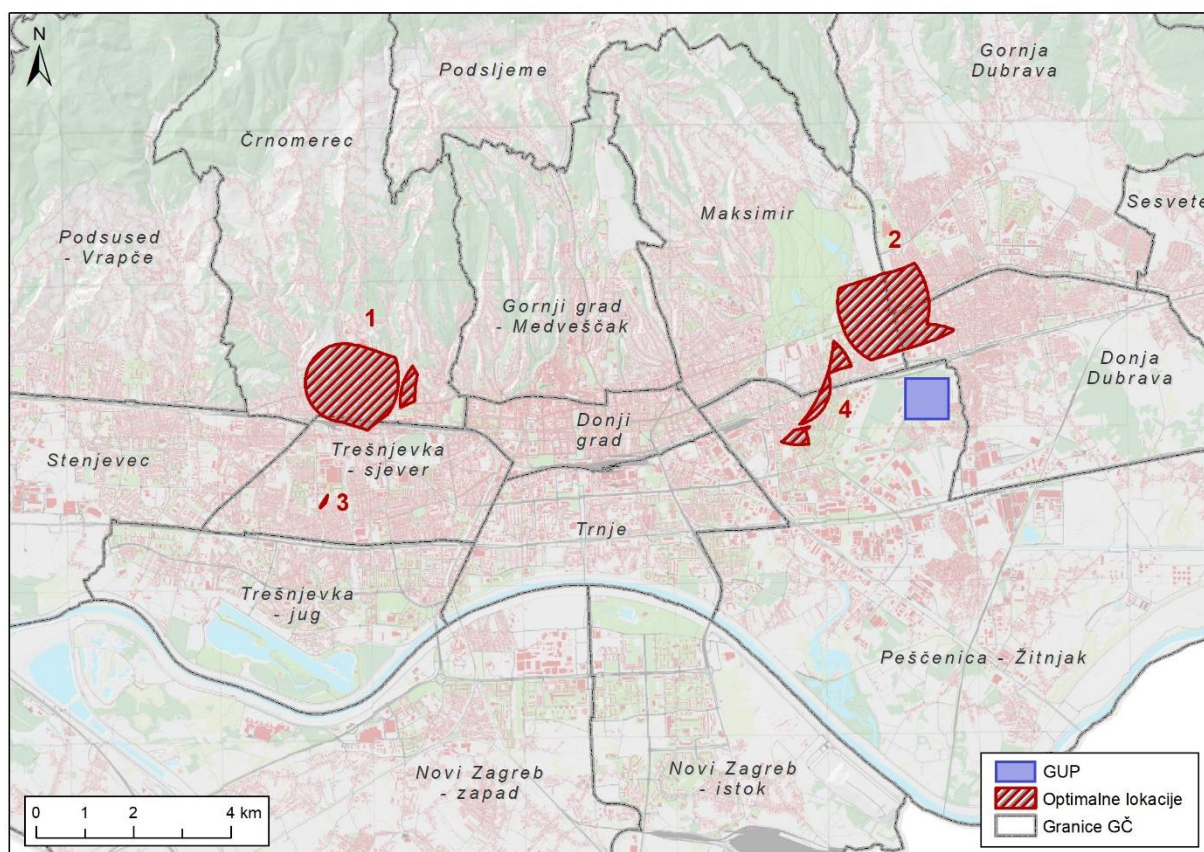 N
Podsljeme
Gornja
Dubrava
Črnomerec
Maksimir
Sesvete
Podsused
- Vrapče
2
1
Gornji grad
- Medveščak
Donja
Dubrava
4
Donji
grad
Trešnjevka
- sjever
Stenjevec
3
Trnje
Trešnjevka
- jug
Peščenica - Žitnjak
Novi Zagreb
- zapad
Novi Zagreb
- istok
GUP
Optimalne lokacije
Granice GČ
0 1 2 4 km